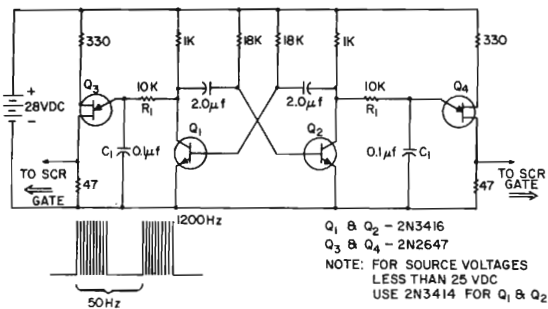 330
1K
18K
18K
1K
330
Q3
10K
2.0μf
2.0μf
10K
Q4
+
28VDC
−
R1
R1
Q1
Q2
C1
0.1μf
0.1μf
C1
TO SCR
GATE
47
TO SCR
GATE
47
1200Hz
50Hz
Q1 & Q2 – 2N3416
Q3 & Q4 – 2N2647
NOTE: FOR SOURCE VOLTAGES
LESS THAN 25 VDC
USE 2N3414 FOR Q1 & Q2